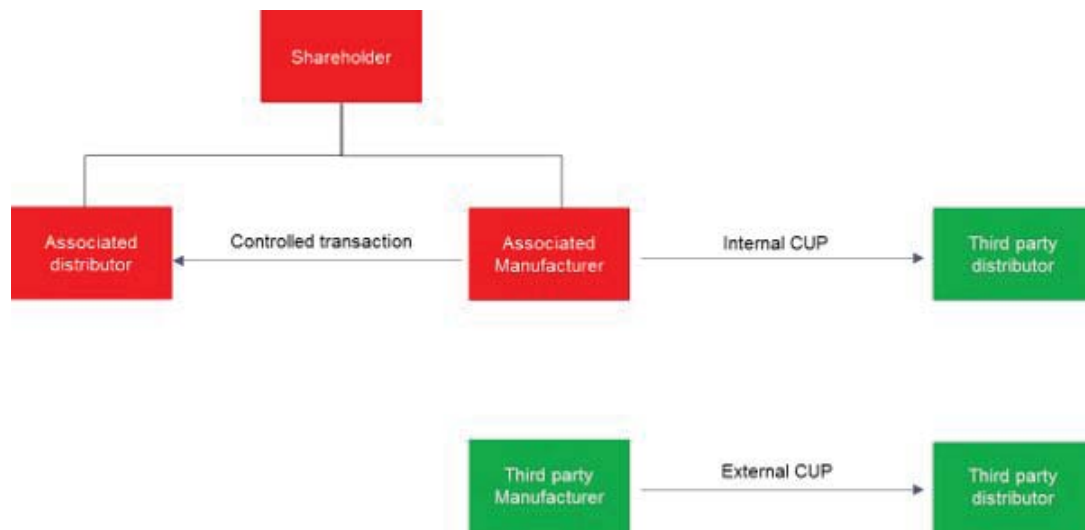 Shareholder
Associated
distributor
Controlled transaction
Associated
Manufacturer
Internal CUP
Third party
distributor
Third party
Manufacturer
External CUP
Third party
distributor